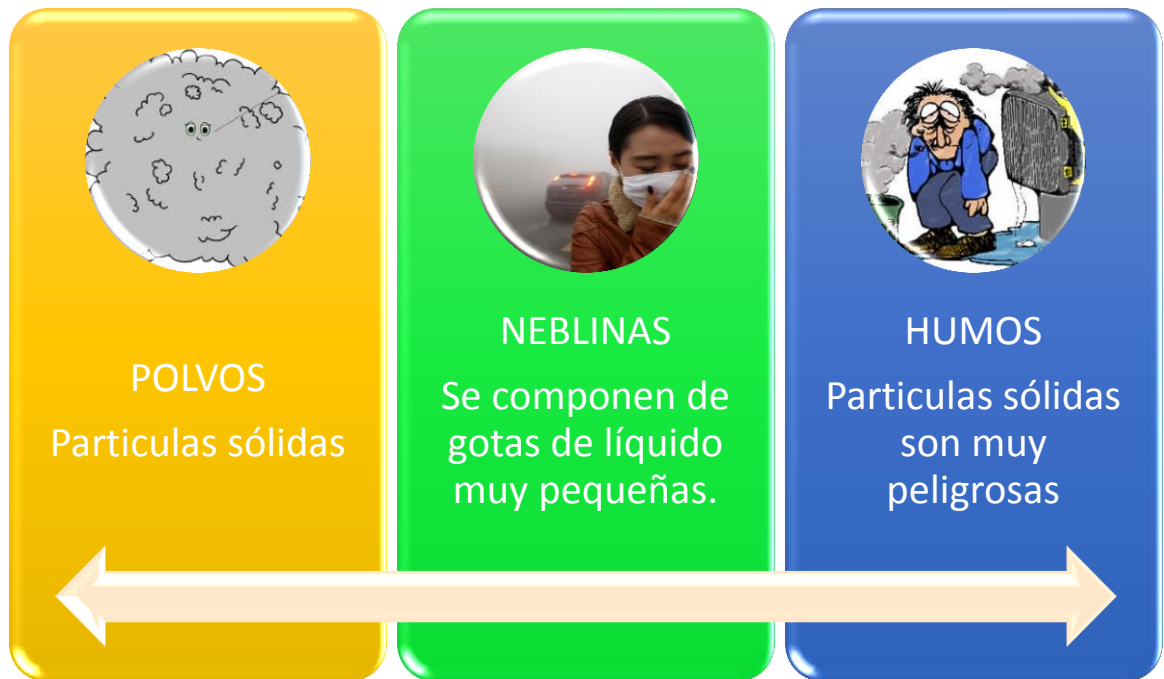 POLVOS
Particulas sólidas
NEBLINAS
Se componen de
gotas de líquido
muy pequeñas.
HUMOS
Particulas sólidas
son muy
peligrosas